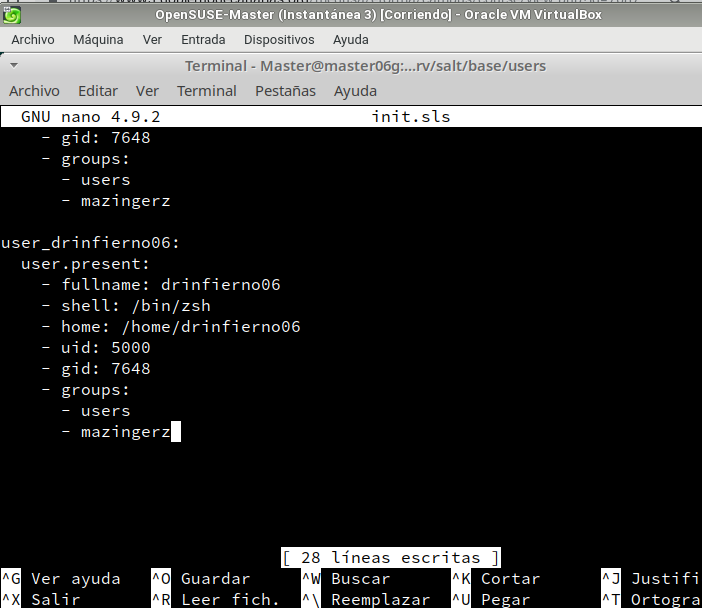 OpenSUSE-Master (Instantánea 3) [Corriendo] - Oracle VM VirtualBox
Archivo Máquina Ver Entrada Dispositivos Ayuda
Terminal - Master@master06g:...rv/salt/base/users
Archivo Editar Ver Terminal Pestañas Ayuda
GNU nano 4.9.2 init.sls
- gid: 7648
- groups:
- users
- mazingerz
user_drinfierno06:
user.present:
- fullname: drinfierno06
- shell: /bin/zsh
- home: /home/drinfierno06
- uid: 5000
- gid: 7648
- groups:
- users
- mazingerz
[ 28 líneas escritas ]
^G Ver ayuda ^O Guardar ^W Buscar ^K Cortar ^J Justifi
^X Salir ^R Leer fich. ^\ Reemplazar ^U Pegar ^T Ortogra